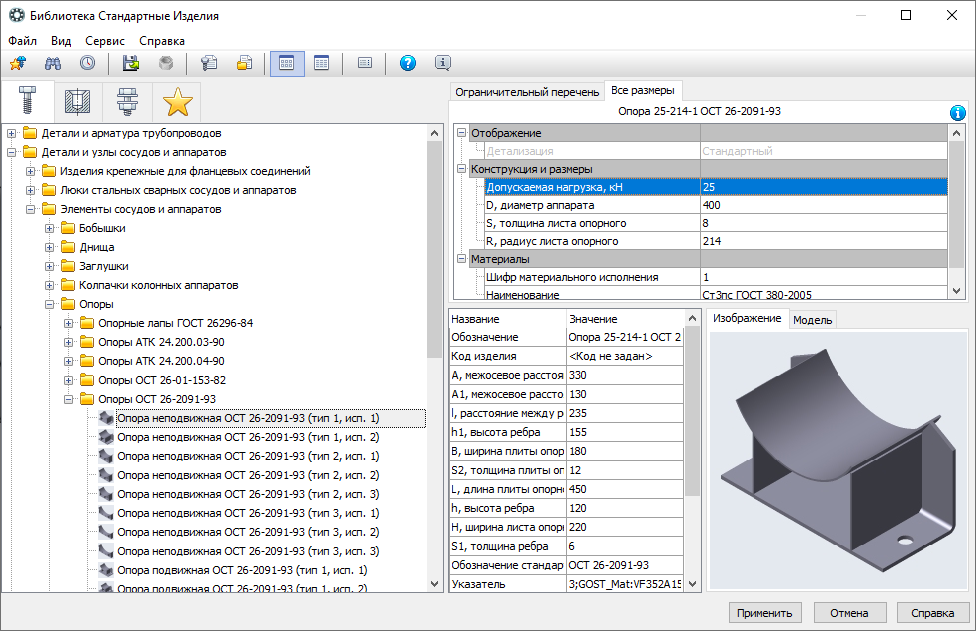 Библиотека Стандартные Изделия
Файл Вид Сервис Справка
Детали и арматура трубопроводов
Детали и узлы сосудов и аппаратов
Изделия крепежные для фланцевых соединений
Люки стальных сварных сосудов и аппаратов
Элементы сосудов и аппаратов
Бобышки
Днища
Заглушки
Колпачки колонных аппаратов
Опоры
Опорные лапы ГОСТ 26296-84
Опоры АТК 24.200.03-90
Опоры АТК 24.200.04-90
Опоры ОСТ 26-01-153-82
Опоры ОСТ 26-2091-93
Опора неподвижная ОСТ 26-2091-93 (тип 1, исп. 1)
Опора неподвижная ОСТ 26-2091-93 (тип 1, исп. 2)
Опора неподвижная ОСТ 26-2091-93 (тип 2, исп. 1)
Опора неподвижная ОСТ 26-2091-93 (тип 2, исп. 2)
Опора неподвижная ОСТ 26-2091-93 (тип 2, исп. 3)
Опора неподвижная ОСТ 26-2091-93 (тип 3, исп. 1)
Опора неподвижная ОСТ 26-2091-93 (тип 3, исп. 2)
Опора неподвижная ОСТ 26-2091-93 (тип 3, исп. 3)
Опора подвижная ОСТ 26-2091-93 (тип 1, исп. 1)
Опора подвижная ОСТ 26-2091-93 (тип 1, исп. 2)
Ограничительный перечень Все размеры
Опора 25-214-1 ОСТ 26-2091-93
Отображение
Детализация Стандартный
Конструкция и размеры
Допускаемая нагрузка, кН 25
D, диаметр аппарата 400
S, толщина листа опорного 8
R, радиус листа опорного 214
Материалы
Шифр материального исполнения 1
Наименование Ст3пс ГОСТ 380-2005
Название Значение
Обозначение Опора 25-214-1 ОСТ 2
Код изделия <Код не задан>
A, межосевое расстоя 330
A1, межосевое рассто 130
l, расстояние между р 235
h1, высота ребра 155
B, ширина плиты опор 180
S2, толщина плиты оп 12
L, длина плиты опорн 450
h, высота ребра 120
H, ширина листа опор 220
S1, толщина ребра 6
Обозначение стандар ОСТ 26-2091-93
Указатель 3;GOST_Mat:VF352A15
Изображение Модель
Применить Отмена Справка